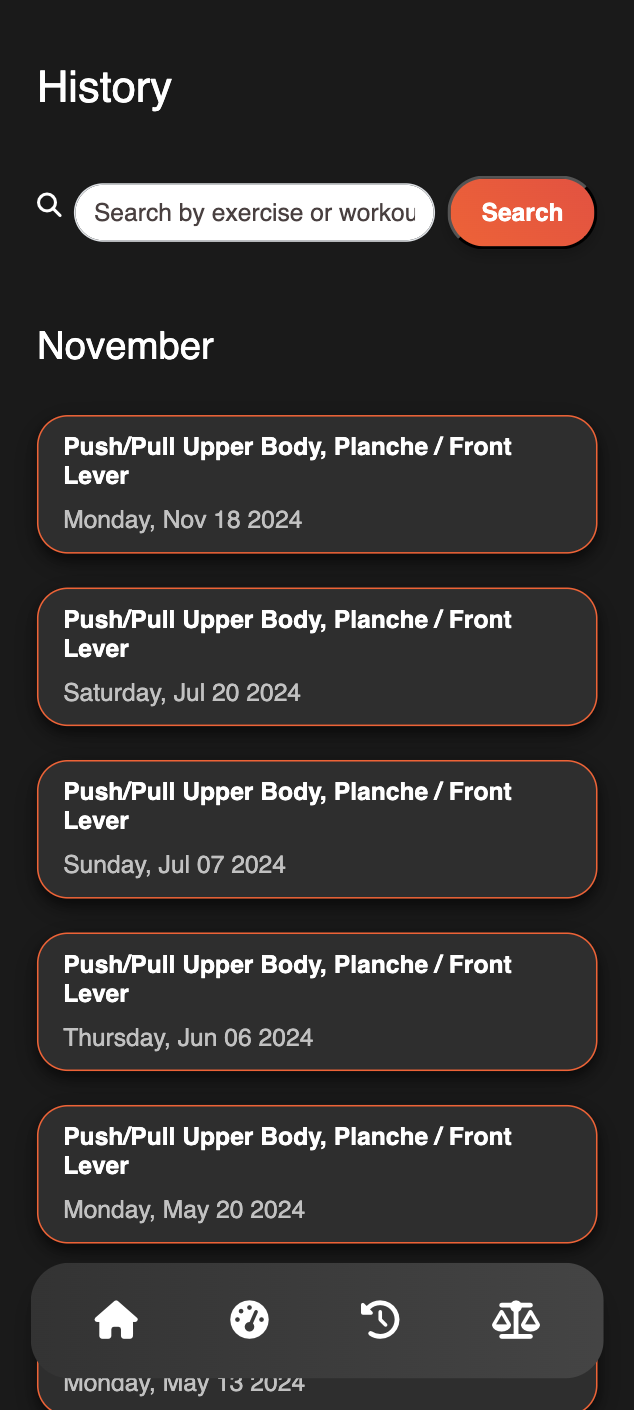 History
Search by exercise or workou
Search
November
Push/Pull Upper Body, Planche / Front
Lever
Monday, Nov 18 2024
Push/Pull Upper Body, Planche / Front
Lever
Saturday, Jul 20 2024
Push/Pull Upper Body, Planche / Front
Lever
Sunday, Jul 07 2024
Push/Pull Upper Body, Planche / Front
Lever
Thursday, Jun 06 2024
Push/Pull Upper Body, Planche / Front
Lever
Monday, May 20 2024
Monday, May 13 2024